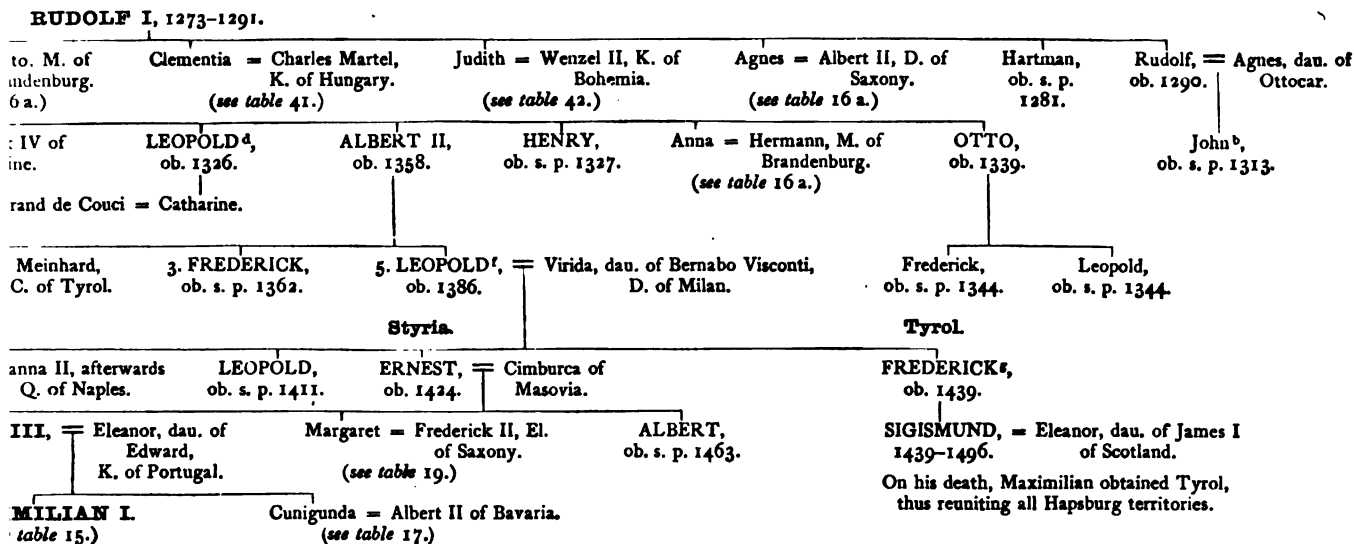 RUDOLF I, 1273–1291.
to. M. of Clementia = Charles Martel, Judith = Wenzel II, K. of Agnes = Albert II, D. of Hartman, Rudolf, = Agnes, dau. of
ndenburg. K. of Hungary. Bohemia. Saxony. ob. s. p. ob. 1290. Ottocar.
6 a.) (see table 41.) (see table 42.) (see table 16 a.) 1281.
IV of LEOPOLD d, ALBERT II, HENRY, Anna = Hermann, M. of OTTO, John b,
ine. ob. 1326. ob. 1358. ob. s. p. 1327. Brandenburg. ob. 1339. ob. s. p. 1313.
(see table 16 a.)
rand de Couci = Catharine.
Meinhard, 3. FREDERICK, 5. LEOPOLD f, = Virida, dau. of Bernabo Visconti, Frederick, Leopold,
C. of Tyrol. ob. s. p. 1362. ob. 1386. D. of Milan. ob. s. p. 1344. ob. s. p. 1344.
Styria. Tyrol.
anna II, afterwards LEOPOLD, ERNEST, = Cimburca of FREDERICK g,
Q. of Naples. ob. s. p. 1411. ob. 1424. Masovia. ob. 1439.
III, = Eleanor, dau. of Margaret = Frederick II, El. ALBERT, SIGISMUND, = Eleanor, dau. of James I
Edward, of Saxony. ob. s. p. 1463. 1439–1496. of Scotland.
K. of Portugal. (see table 19.) On his death, Maximilian obtained Tyrol,
thus reuniting all Hapsburg territories.
MILIAN I. Cunigunda = Albert II of Bavaria.
table 15.) (see table 17.)